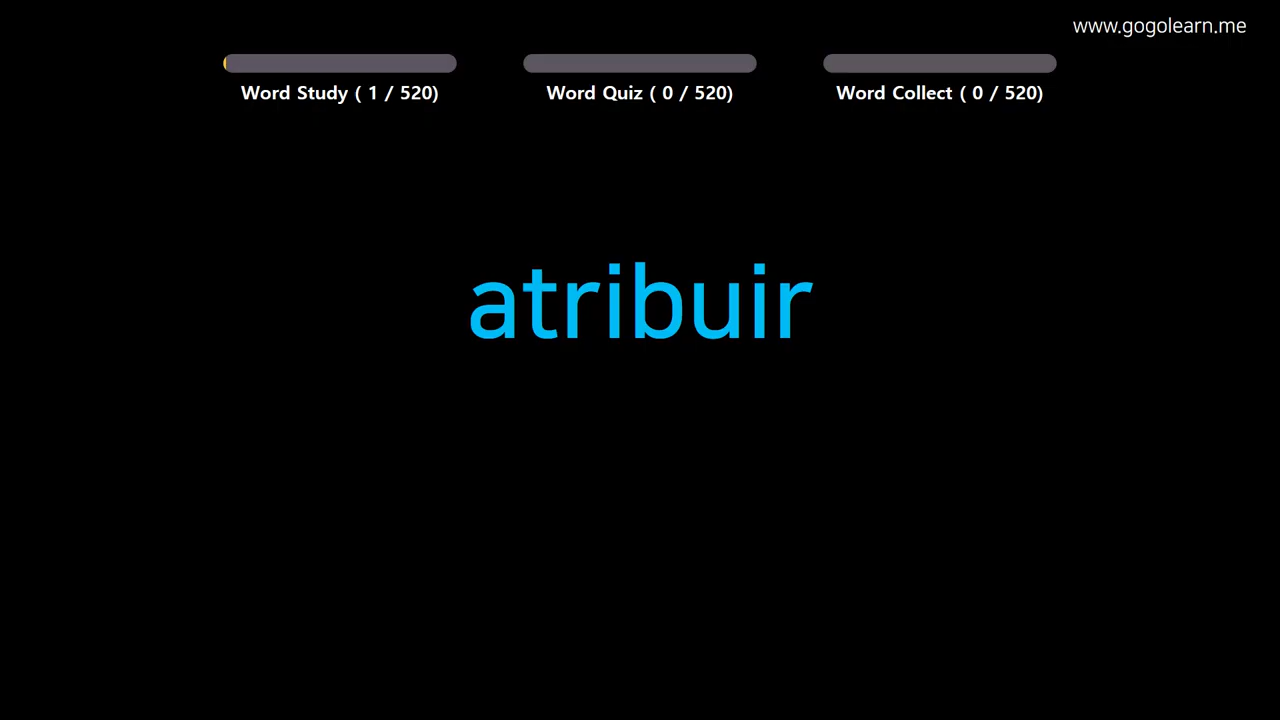 www.gogolearn.me
Word Study ( 1 / 520)
Word Quiz ( 0 / 520)
Word Collect ( 0 / 520)
atribuir